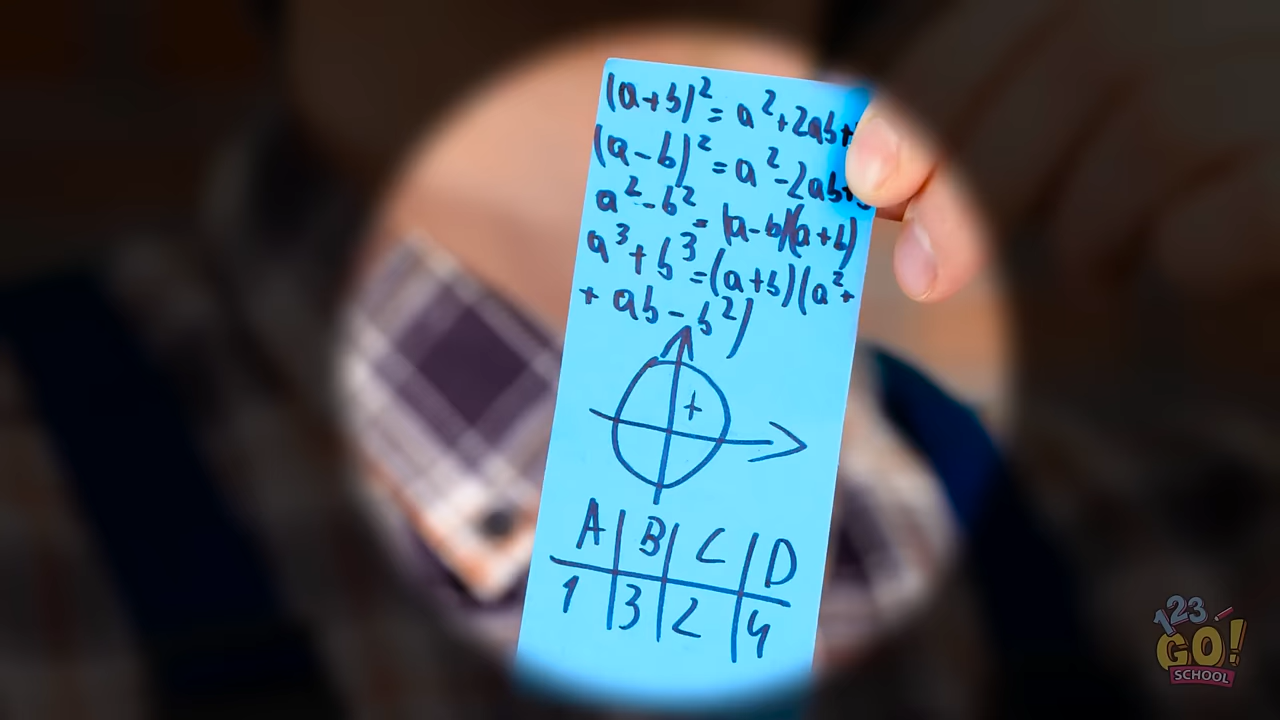 (a+b)² = a²+2ab+
(a-b)² = a²-2ab+
a²-b² = (a-b)(a+b)
a³+b³=(a+b)(a²+
+ ab-b²)
+
A | B | C | D
1 | 3 | 2 | 4
123
GO!
SCHOOL